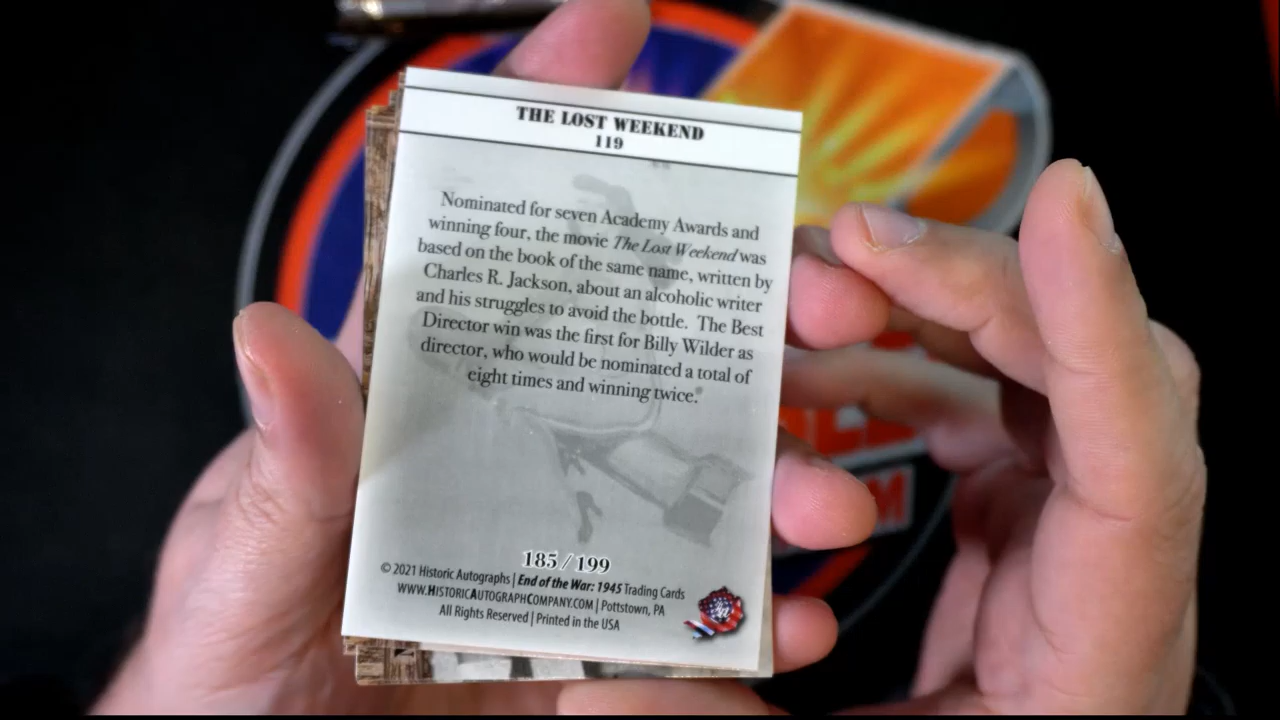 THE LOST WEEKEND
119
Nominated for seven Academy Awards and
winning four, the movie The Lost Weekend was
based on the book of the same name, written by
Charles R. Jackson, about an alcoholic writer
and his struggles to avoid the bottle. The Best
Director win was the first for Billy Wilder as
director, who would be nominated a total of
eight times and winning twice.
185/199
© 2021 Historic Autographs | End of the War: 1945 Trading Cards
WWW.HISTORICAUTOGRAPHCOMPANY.COM | Pottstown, PA
All Rights Reserved | Printed in the USA